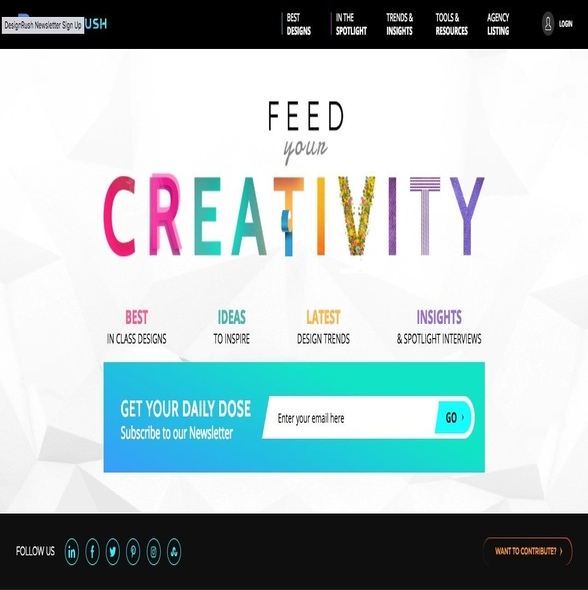 DesignRush Newsletter Sign Up
USH
BEST
DESIGNS
IN THE
SPOTLIGHT
TRENDS &
INSIGHTS
TOOLS &
RESOURCES
AGENCY
LISTING
LOGIN
FEED
your
CREATIVITY
BEST
IN CLASS DESIGNS
IDEAS
TO INSPIRE
LATEST
DESIGN TRENDS
INSIGHTS
& SPOTLIGHT INTERVIEWS
GET YOUR DAILY DOSE
Subscribe to our Newsletter
Enter your email here
GO
FOLLOW US
in
f
WANT TO CONTRIBUTE?